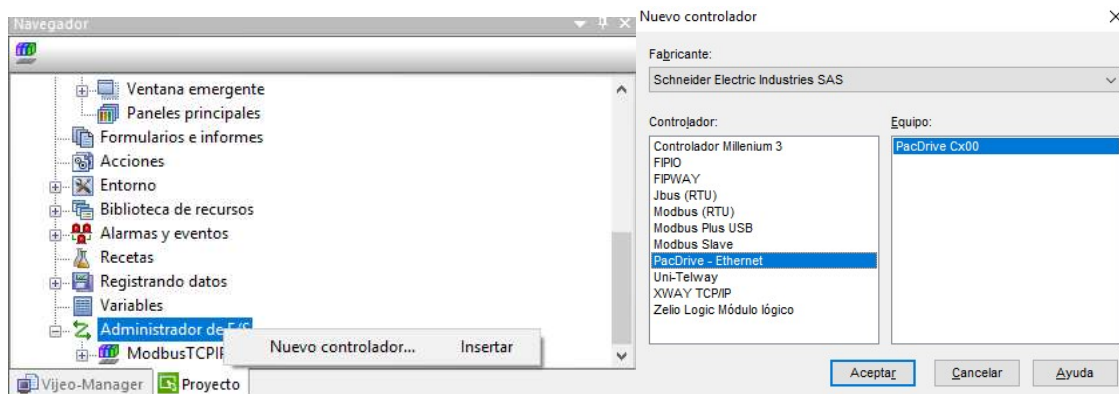 Navegador
Ventana emergente
Paneles principales
Formularios e informes
Acciones
Entorno
Biblioteca de recursos
Alarmas y eventos
Recetas
Registrando datos
Variables
Administrador de E/S
ModbusTCPIP
Nuevo controlador... Insertar
Vijeo-Manager Proyecto
Nuevo controlador
Fabricante:
Schneider Electric Industries SAS
Controlador: Equipo:
Controlador Millenium 3 PacDrive Cx00
FIPIO
FIPWAY
Jbus (RTU)
Modbus (RTU)
Modbus Plus USB
Modbus Slave
PacDrive - Ethernet
Uni-Telway
XWAY TCP/IP
Zelio Logic Módulo lógico
Aceptar Cancelar Ayuda